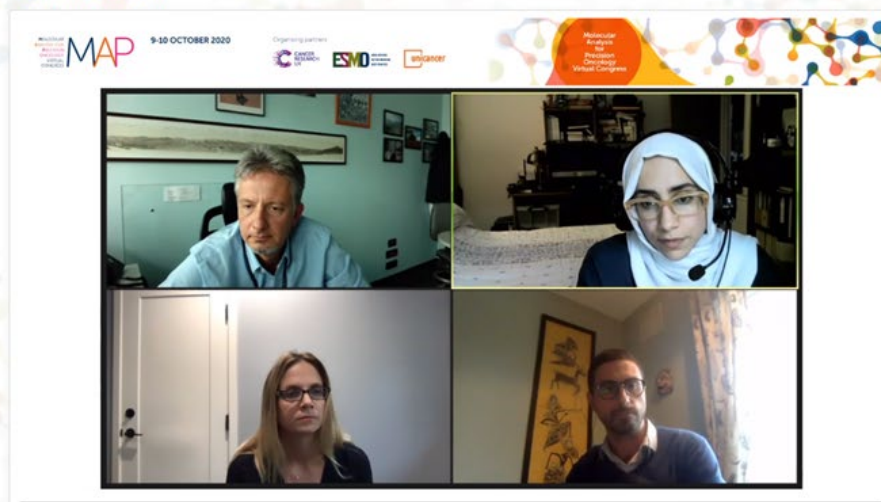 MAP
9-10 OCTOBER 2020
Organising partners
CANCER
RESEARCH
UK
ESMO
unicancer
Molecular
Analysis
for
Precision
Oncology
Virtual Congress